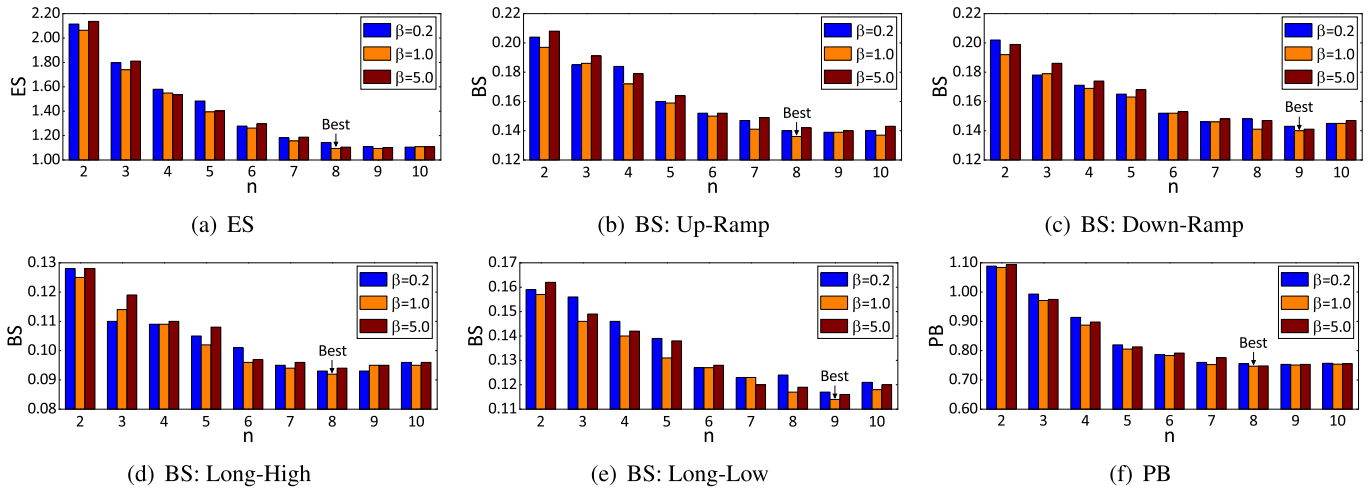 ES
2.20
2.00
1.80
1.60
1.40
1.20
1.00
β=0.2
β=1.0
β=5.0
Best
2 3 4 5 6 7 8 9 10
n
(a) ES
BS
0.22
0.20
0.18
0.16
0.14
0.12
β=0.2
β=1.0
β=5.0
Best
2 3 4 5 6 7 8 9 10
n
(b) BS: Up-Ramp
BS
0.22
0.20
0.18
0.16
0.14
0.12
β=0.2
β=1.0
β=5.0
Best
2 3 4 5 6 7 8 9 10
n
(c) BS: Down-Ramp
BS
0.13
0.12
0.11
0.10
0.09
0.08
β=0.2
β=1.0
β=5.0
Best
2 3 4 5 6 7 8 9 10
n
(d) BS: Long-High
BS
0.17
0.16
0.15
0.14
0.13
0.12
0.11
β=0.2
β=1.0
β=5.0
Best
2 3 4 5 6 7 8 9 10
n
(e) BS: Long-Low
PB
1.10
1.00
0.90
0.80
0.70
0.60
β=0.2
β=1.0
β=5.0
Best
2 3 4 5 6 7 8 9 10
n
(f) PB